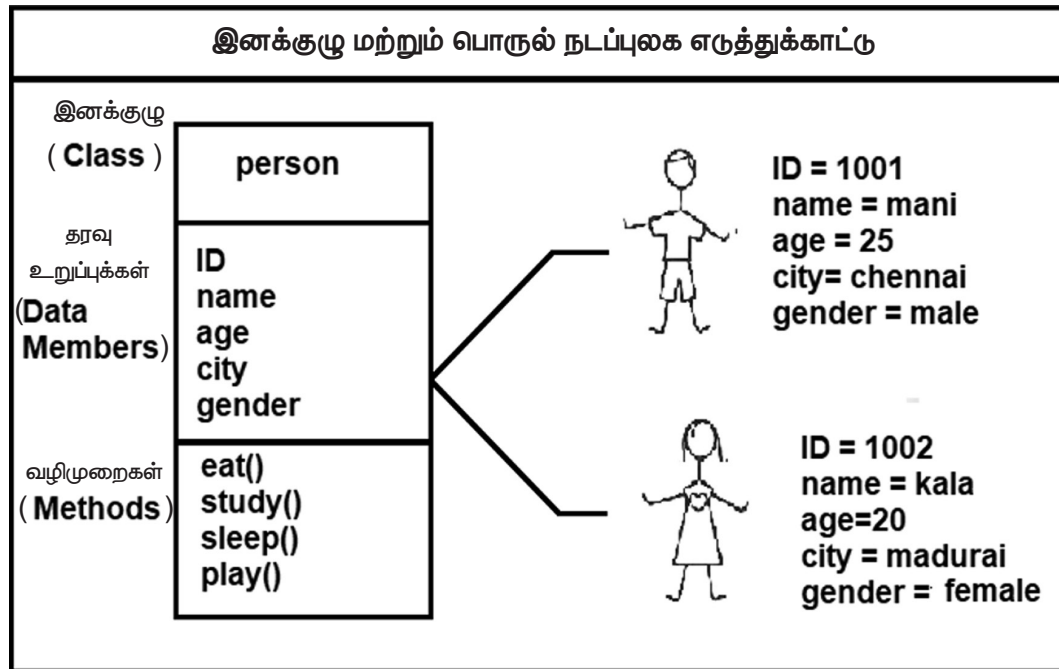 இனக்குழு மற்றும் பொருல் நடப்புலக எடுத்துக்காட்டு
இனக்குழு
( Class )
person
தரவு
உறுப்புக்கள்
(Data
Members)
ID
name
age
city
gender
வழிமுறைகள்
( Methods)
eat()
study()
sleep()
play()
ID = 1001
name = mani
age = 25
city= chennai
gender = male
ID = 1002
name = kala
age=20
city = madurai
gender = female